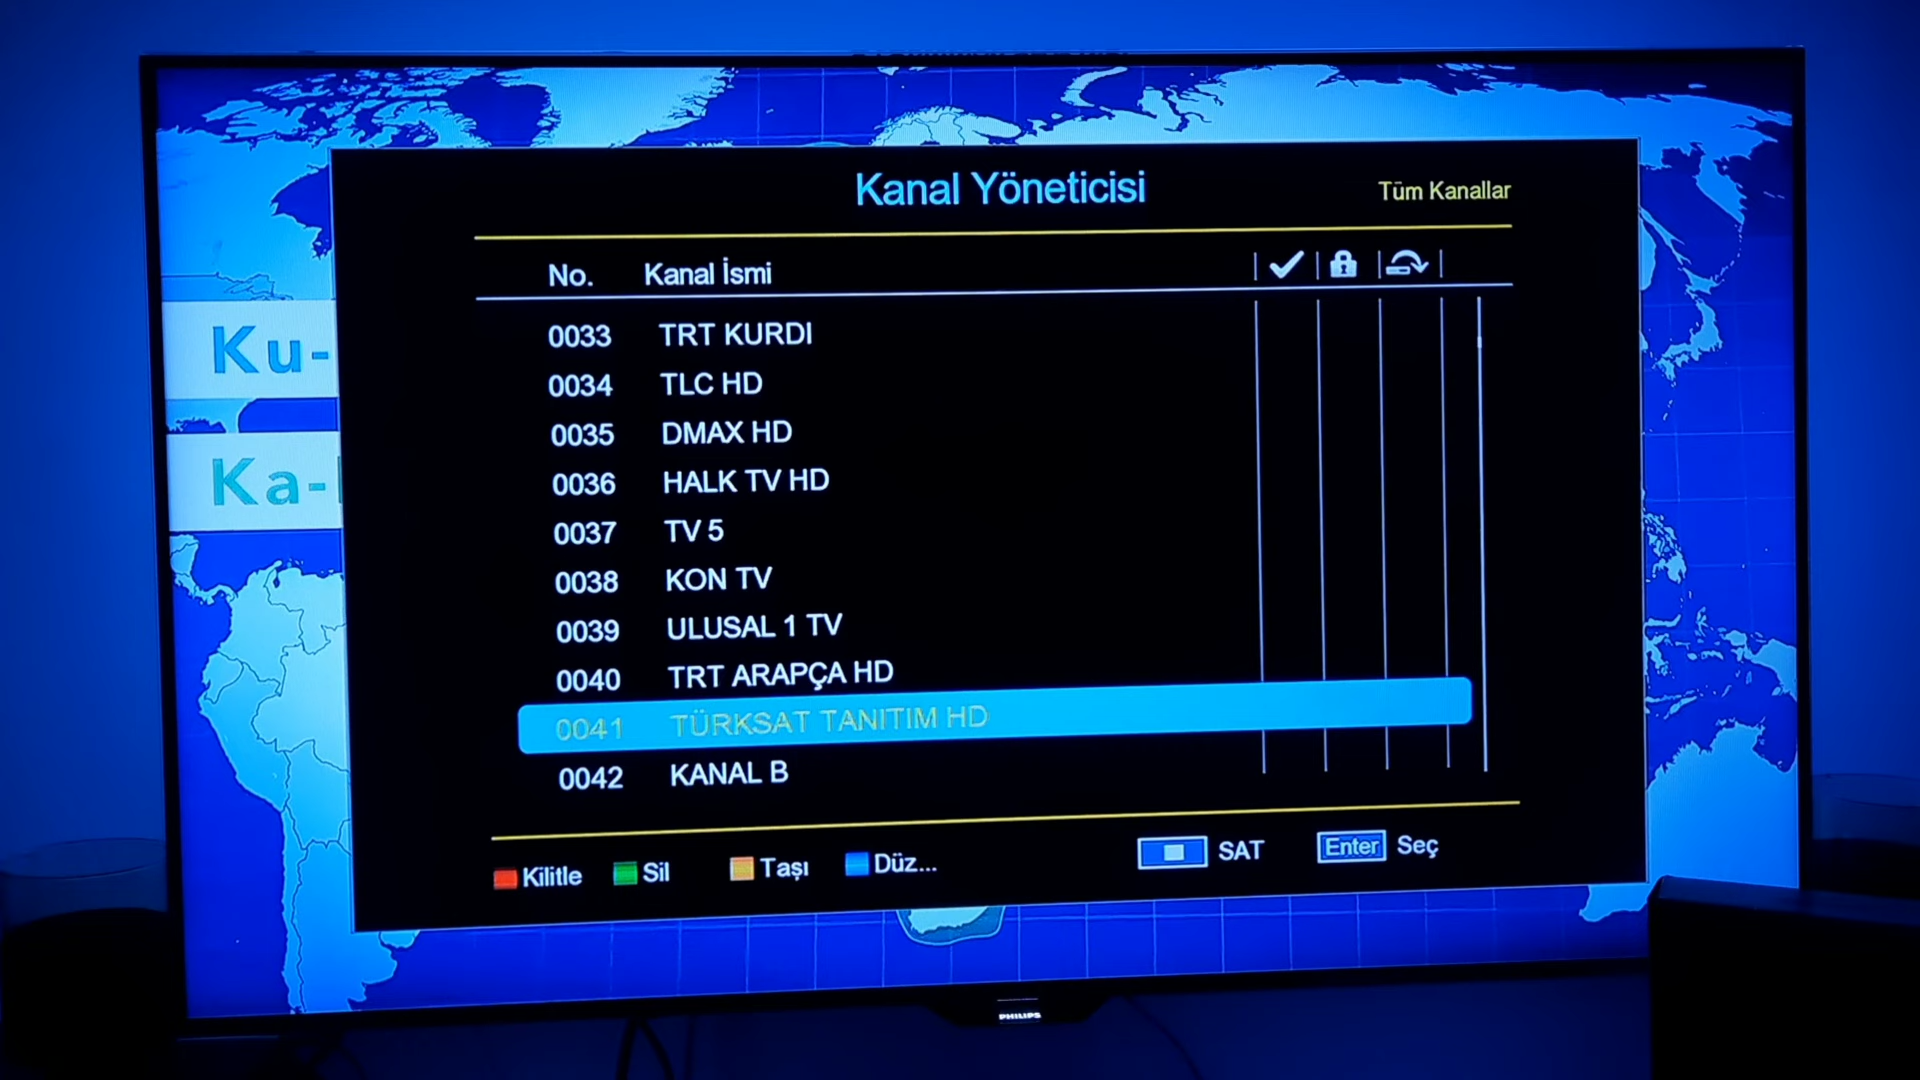 Kanal Yöneticisi
Tüm Kanallar
No. Kanal İsmi
0033 TRT KURDI
0034 TLC HD
0035 DMAX HD
0036 HALK TV HD
0037 TV 5
0038 KON TV
0039 ULUSAL 1 TV
0040 TRT ARAPÇA HD
0041 TÜRKSAT TANITIM HD
0042 KANAL B
Kilitle Sil Taşı Düz... SAT Enter Seç
Ku-
Ka-
PHILIPS